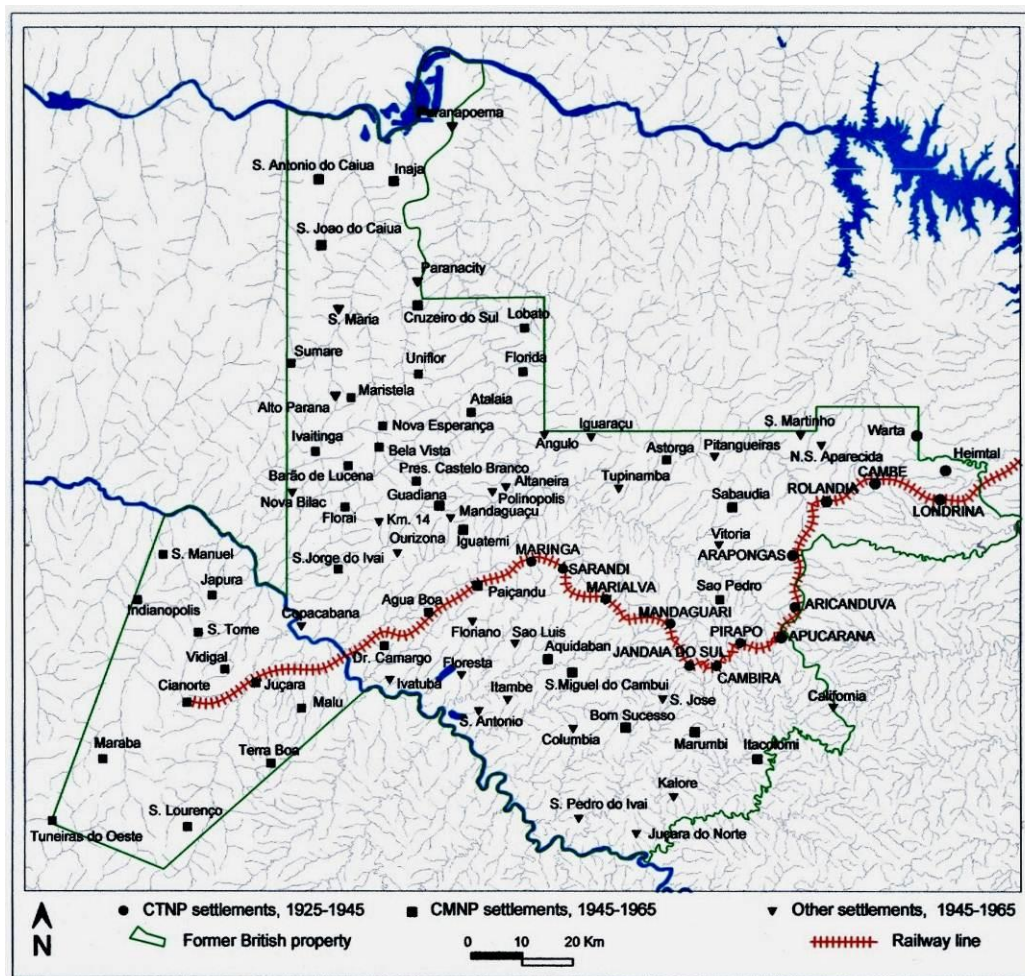 Paranapoema
S. Antonio do Caiua
Inaja
S. Joao do Caiua
Paranacity
S. Maria
Cruzeiro do Sul
Lobato
Sumare
Uniflor
Florida
Maristela
Alto Parana
Atalaia
Nova Esperança
Angulo
Iguaraçu
S. Martinho
Warta
Ivaitinga
Bela Vista
Astorga
Pitangueiras
N.S. Aparecida
Heimtal
Barão de Lucena
Pres. Castelo Branco
Altaneira
Tupinamba
CAMBE
Nova Bilac
Guadiana
Polinopolis
Sabaudia
ROLANDIA
LONDRINA
Florai
Km. 14
Mandaguaçu
Ourizona
Iguatemi
Vitoria
S. Manuel
S.Jorge do Ivai
MARINGA
SARANDI
ARAPONGAS
Japura
Paiçandu
MARIALVA
Sao Pedro
Indianopolis
Copacabana
Agua Boa
MANDAGUARI
ARICANDUVA
S. Tome
Floriano
Sao Luis
PIRAPO
APUCARANA
Vidigal
Dr. Camargo
Floresta
Aquidaban
JANDAIA DO SUL
CAMBIRA
Cianorte
Juçara
Ivatuba
Itambe
S.Miguel do Cambui
S. Jose
California
Malu
S. Antonio
Columbia
Bom Sucesso
Marumbi
Itacolomi
Maraba
Terra Boa
Kalore
S. Lourenço
S. Pedro do Ivai
Tuneiras do Oeste
Juçara do Norte
N
CTNP settlements, 1925-1945
CMNP settlements, 1945-1965
Other settlements, 1945-1965
Former British property
0 10 20 Km
Railway line